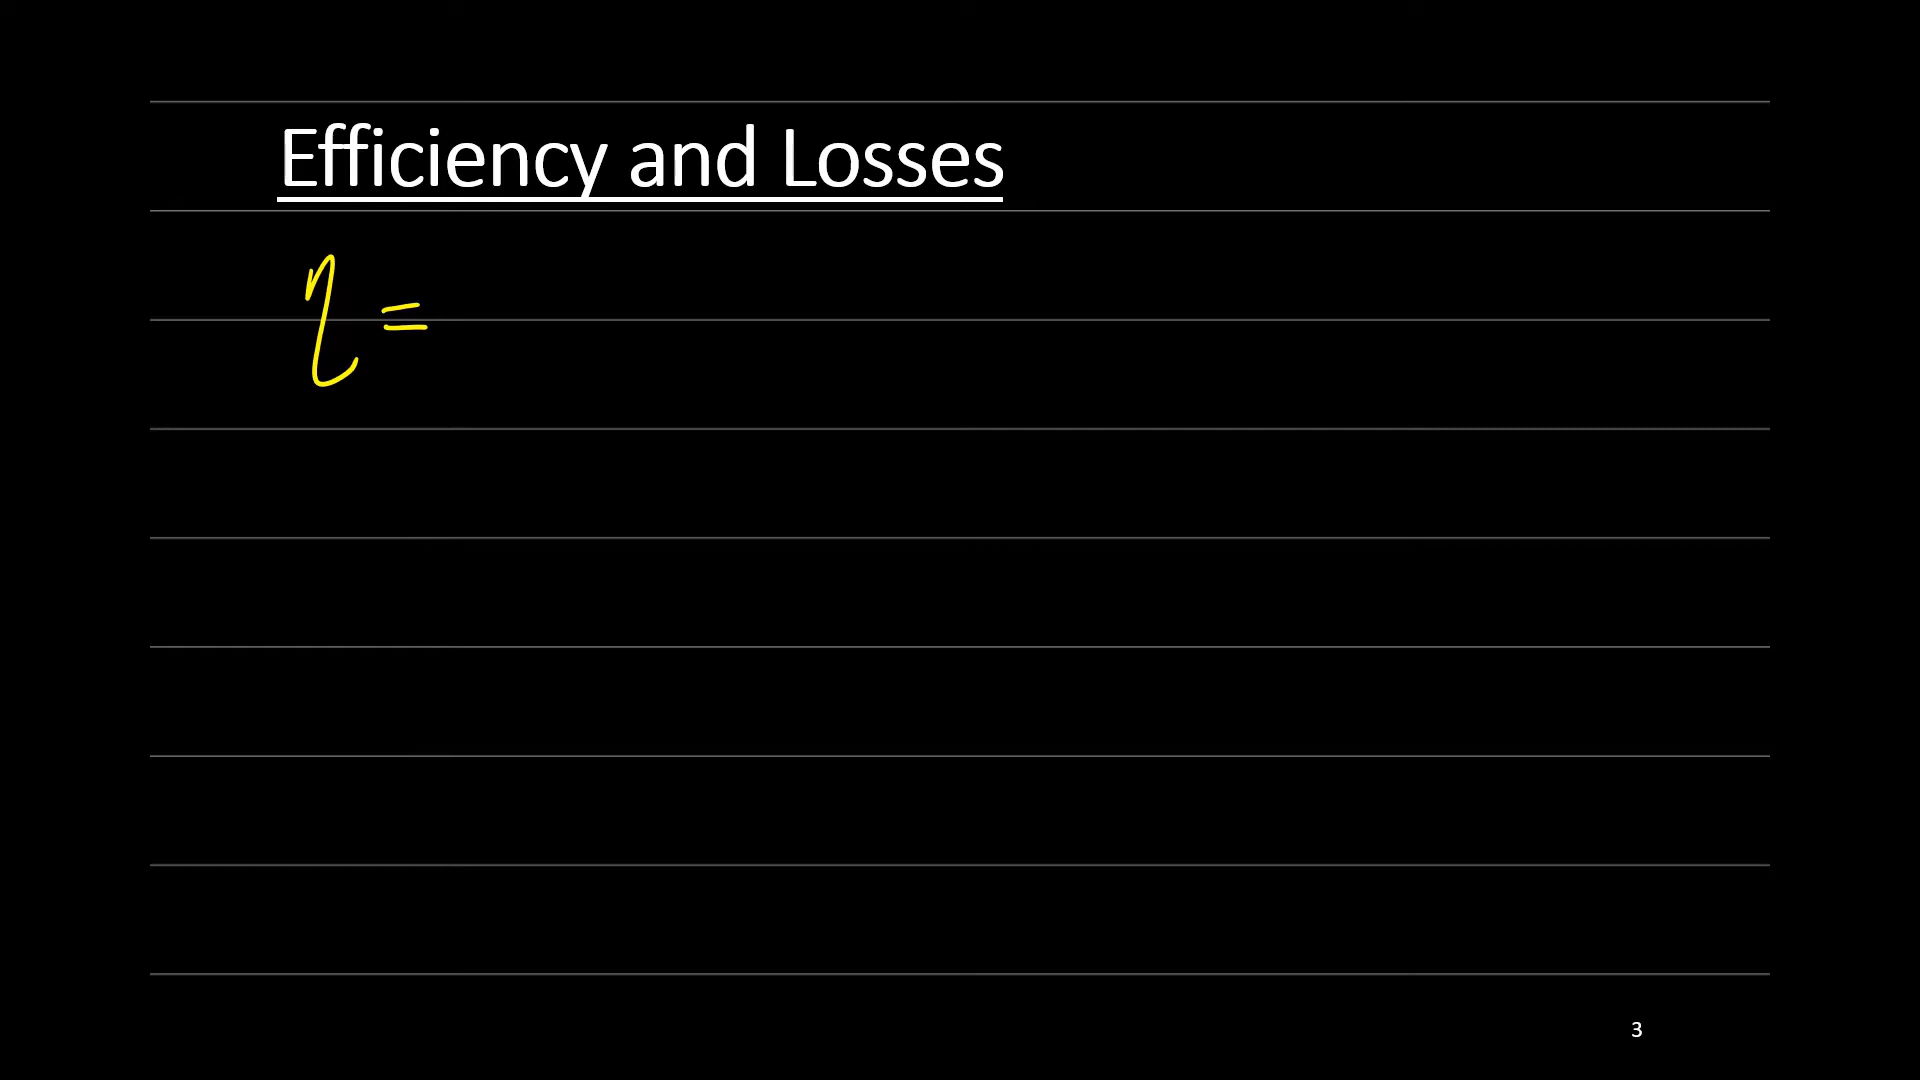 Efficiency and Losses
η =
3